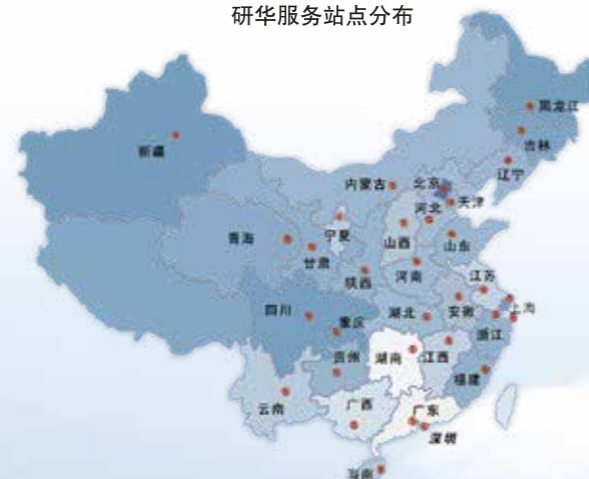 研华服务站点分布
黑龙江
吉林
新疆
辽宁
内蒙古
北京
天津
河北
宁夏
青海
山西
山东
甘肃
陕西
河南
江苏
四川
湖北
安徽
上海
重庆
浙江
贵州
湖南
江西
福建
云南
广西
广东
深圳
海南